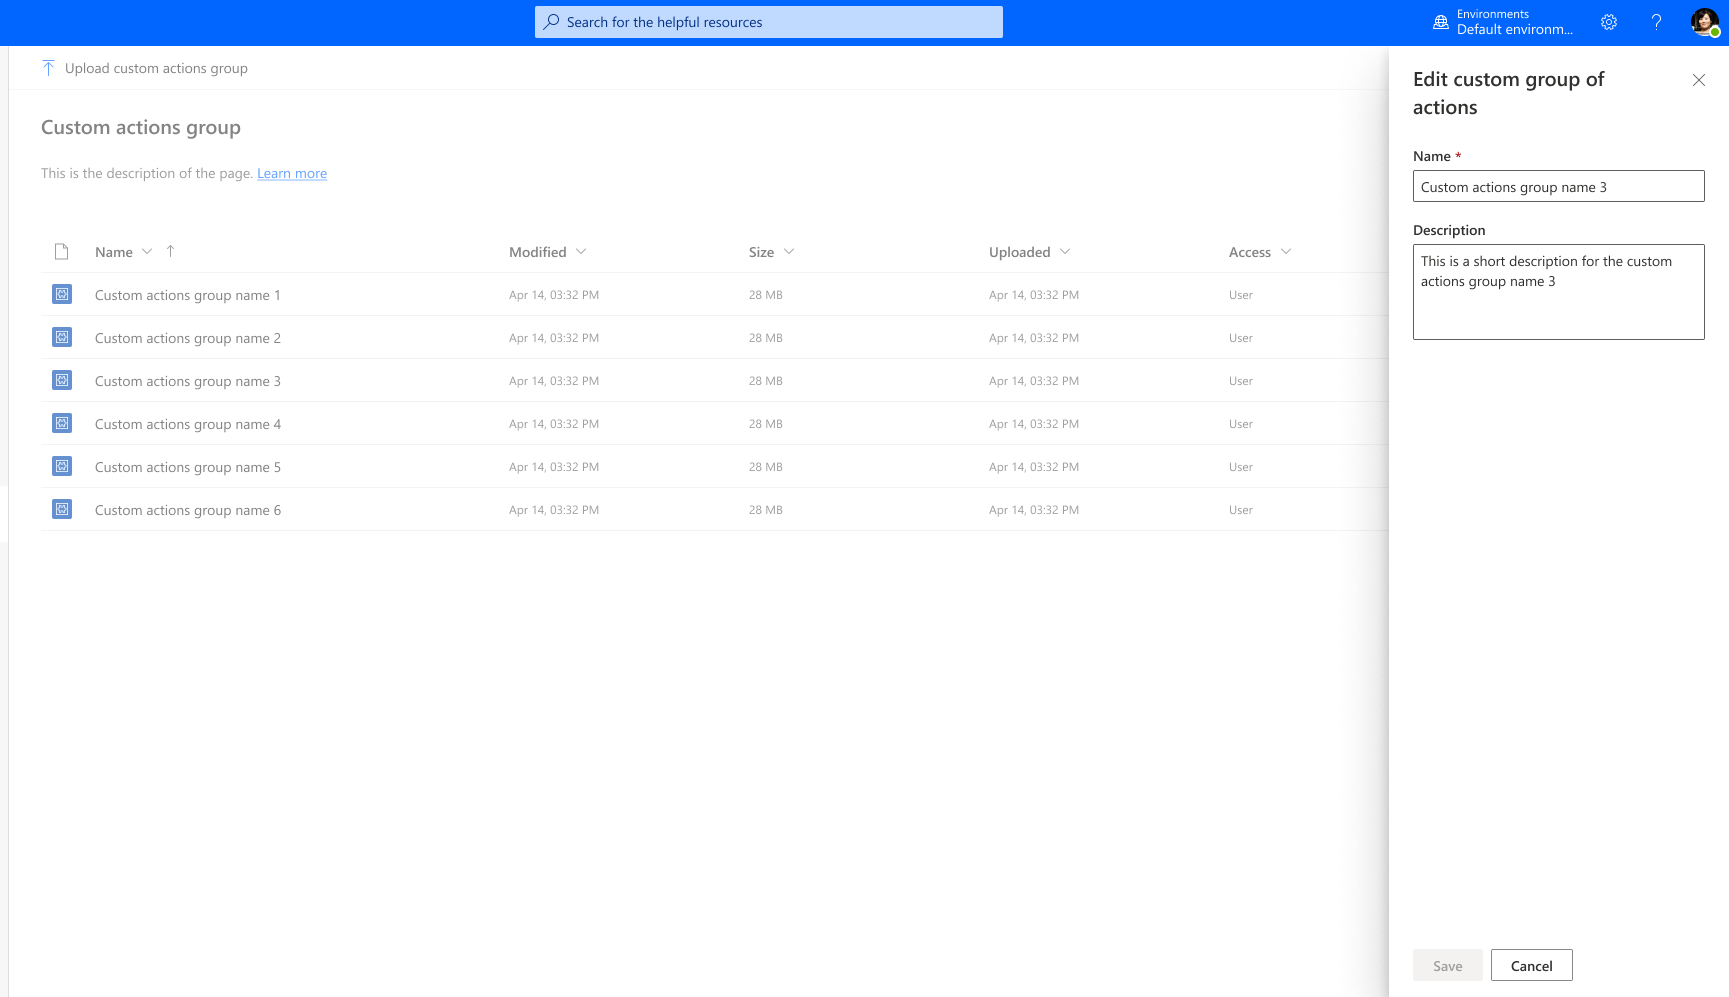 Search for the helpful resources
Environments
Default environm...
?
Upload custom actions group
Custom actions group
This is the description of the page. Learn more
Name Modified Size Uploaded Access
Custom actions group name 1 Apr 14, 03:32 PM 28 MB Apr 14, 03:32 PM User
Custom actions group name 2 Apr 14, 03:32 PM 28 MB Apr 14, 03:32 PM User
Custom actions group name 3 Apr 14, 03:32 PM 28 MB Apr 14, 03:32 PM User
Custom actions group name 4 Apr 14, 03:32 PM 28 MB Apr 14, 03:32 PM User
Custom actions group name 5 Apr 14, 03:32 PM 28 MB Apr 14, 03:32 PM User
Custom actions group name 6 Apr 14, 03:32 PM 28 MB Apr 14, 03:32 PM User
Edit custom group of
actions
Name *
Custom actions group name 3
Description
This is a short description for the custom
actions group name 3
Save Cancel